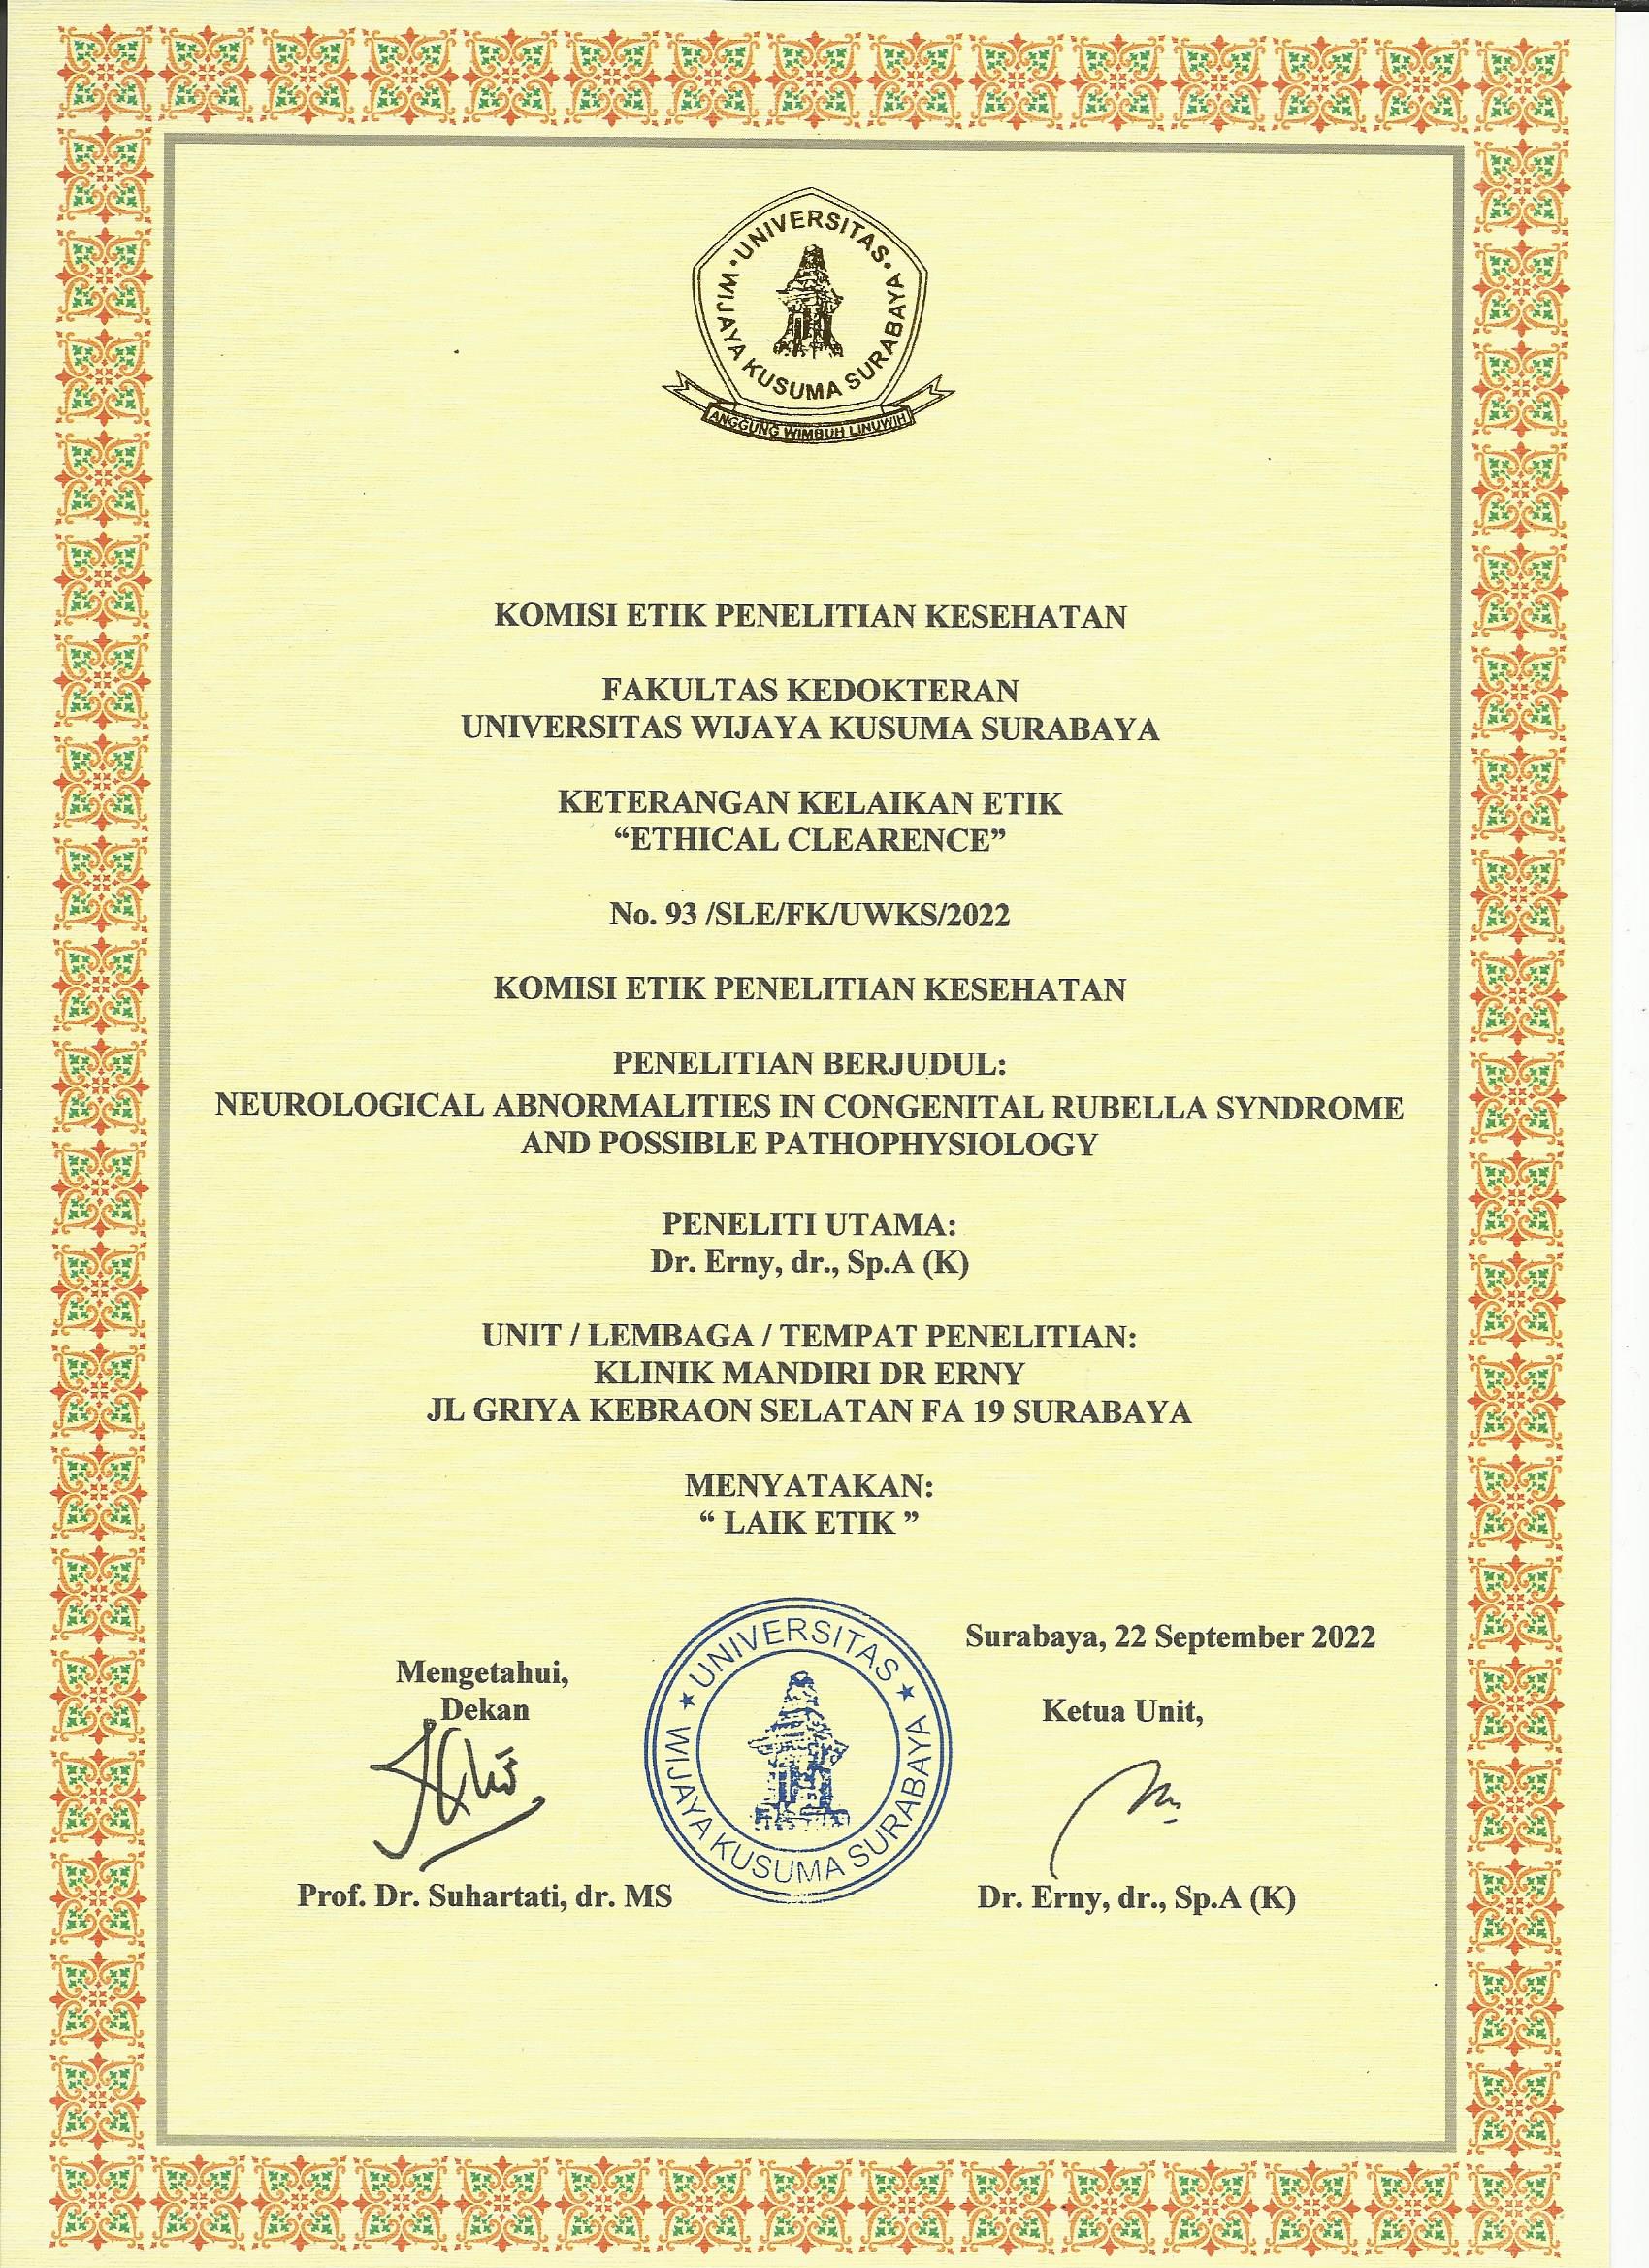 UNIVERSITAS
WIJAYA KUSUMA SURABAYA
ANGGUNG WIMBUH LINUWIH
KOMISI ETIK PENELITIAN KESEHATAN
FAKULTAS KEDOKTERAN
UNIVERSITAS WIJAYA KUSUMA SURABAYA
KETERANGAN KELAIKAN ETIK
“ETHICAL CLEARENCE”
No. 93 /SLE/FK/UWKS/2022
KOMISI ETIK PENELITIAN KESEHATAN
PENELITIAN BERJUDUL:
NEUROLOGICAL ABNORMALITIES IN CONGENITAL RUBELLA SYNDROME
AND POSSIBLE PATHOPHYSIOLOGY
PENELITI UTAMA:
Dr. Erny, dr., Sp.A (K)
UNIT / LEMBAGA / TEMPAT PENELITIAN:
KLINIK MANDIRI DR ERNY
JL GRIYA KEBRAON SELATAN FA 19 SURABAYA
MENYATAKAN:
“ LAIK ETIK ”
Surabaya, 22 September 2022
Mengetahui,
Dekan
Ketua Unit,
UNIVERSITAS
WIJAYA KUSUMA SURABAYA
Prof. Dr. Suhartati, dr. MS
Dr. Erny, dr., Sp.A (K)